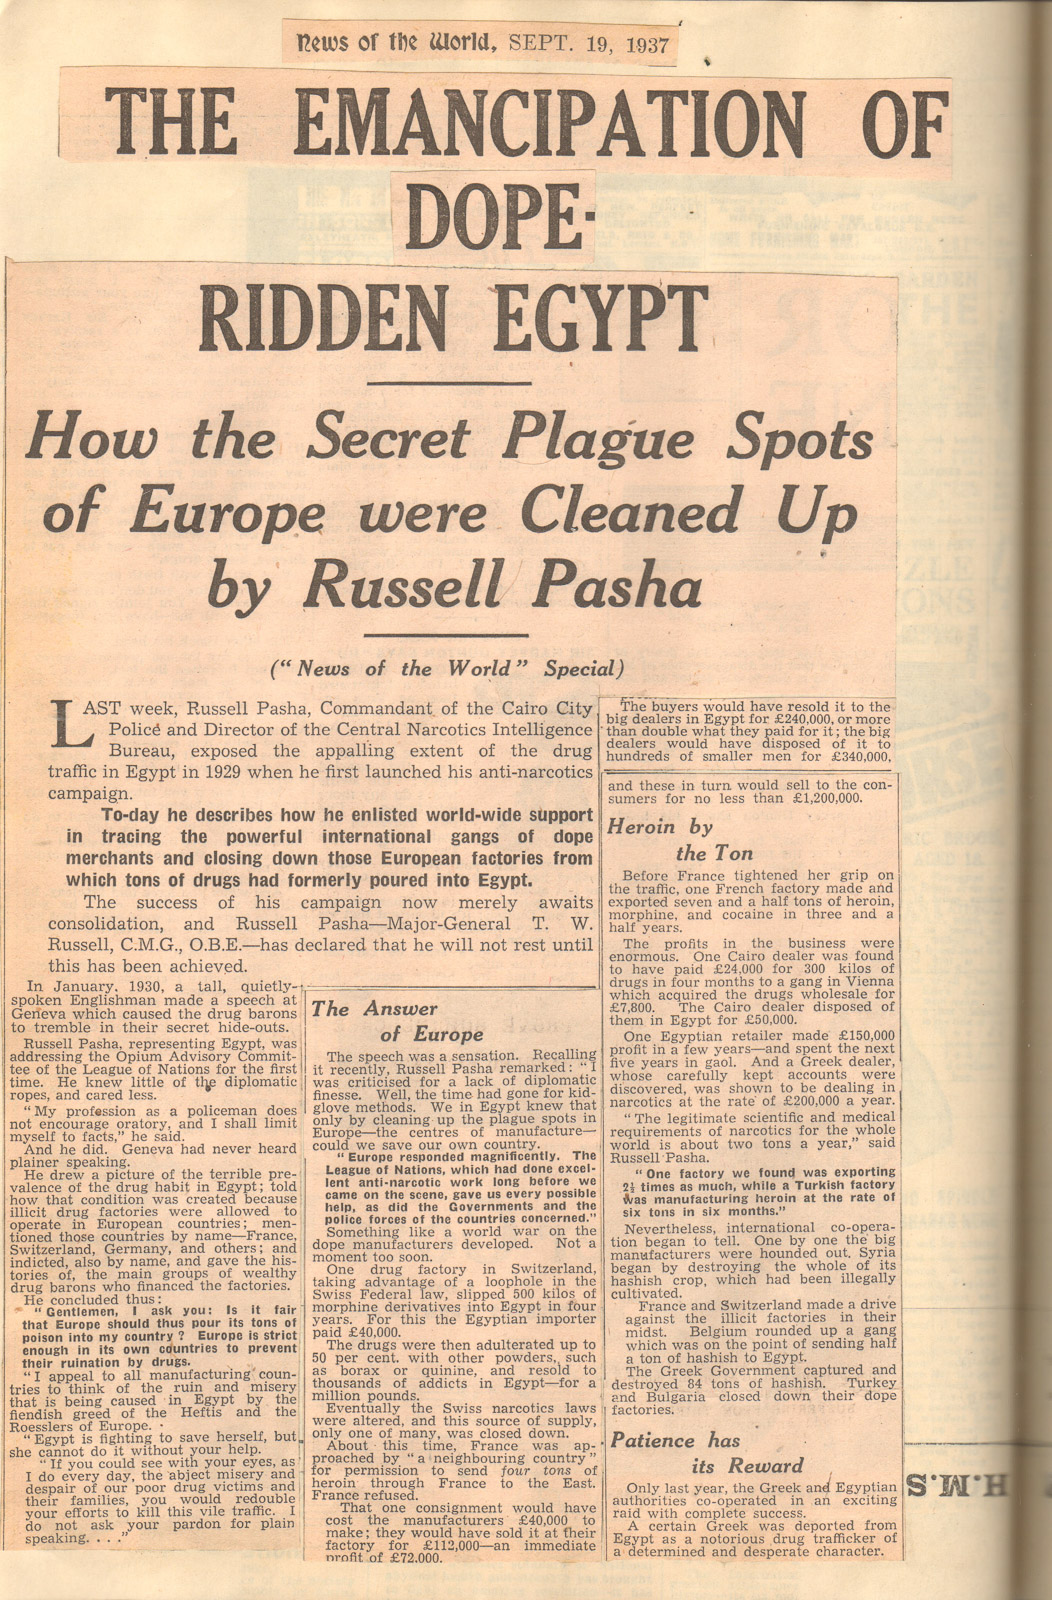 News of the World, SEPT. 19, 1937
THE EMANCIPATION OF
DOPE-
RIDDEN EGYPT
How the Secret Plague Spots
of Europe were Cleaned Up
by Russell Pasha
("News of the World" Special)
LAST week, Russell Pasha, Commandant of the Cairo City
Police and Director of the Central Narcotics Intelligence
Bureau, exposed the appalling extent of the drug
traffic in Egypt in 1929 when he first launched his anti-narcotics
campaign.
To-day he describes how he enlisted world-wide support
in tracing the powerful international gangs of dope
merchants and closing down those European factories from
which tons of drugs had formerly poured into Egypt.
The success of his campaign now merely awaits
consolidation, and Russell Pasha—Major-General T. W.
Russell, C.M.G., O.B.E.—has declared that he will not rest until
this has been achieved.
In January, 1930, a tall, quietly-
spoken Englishman made a speech at
Geneva which caused the drug barons
to tremble in their secret hide-outs.
Russell Pasha, representing Egypt, was
addressing the Opium Advisory Commit-
tee of the League of Nations for the first
time. He knew little of the diplomatic
ropes, and cared less.
"My profession as a policeman does
not encourage oratory, and I shall limit
myself to facts," he said.
And he did. Geneva had never heard
plainer speaking.
He drew a picture of the terrible pre-
valence of the drug habit in Egypt; told
how that condition was created because
illicit drug factories were allowed to
operate in European countries; men-
tioned those countries by name—France,
Switzerland, Germany, and others; and
indicted, also by name, and gave the his-
tories of, the main groups of wealthy
drug barons who financed the factories.
He concluded thus:
"Gentlemen, I ask you: Is it fair
that Europe should thus pour its tons of
poison into my country? Europe is strict
enough in its own countries to prevent
their ruination by drugs.
"I appeal to all manufacturing coun-
tries to think of the ruin and misery
that is being caused in Egypt by the
fiendish greed of the Heftis and the
Roesslers of Europe.
"Egypt is fighting to save herself, but
she cannot do it without your help.
"If you could see with your eyes, as
I do every day, the abject misery and
despair of our poor drug victims and
their families, you would redouble
your efforts to kill this vile traffic. I
do not ask your pardon for plain
speaking. . . ."
The Answer
of Europe
The speech was a sensation. Recalling
it recently, Russell Pasha remarked: "I
was criticised for a lack of diplomatic
finesse. Well, the time had gone for kid-
glove methods. We in Egypt knew that
only by cleaning up the plague spots in
Europe—the centres of manufacture—
could we save our own country.
"Europe responded magnificently. The
League of Nations, which had done excel-
lent anti-narcotic work long before we
came on the scene, gave us every possible
help, as did the Governments and the
police forces of the countries concerned."
Something like a world war on the
dope manufacturers developed. Not a
moment too soon.
One drug factory in Switzerland,
taking advantage of a loophole in the
Swiss Federal law, slipped 500 kilos of
morphine derivatives into Egypt in four
years. For this the Egyptian importer
paid £40,000.
The drugs were then adulterated up to
50 per cent. with other powders, such
as borax or quinine, and resold to
thousands of addicts in Egypt—for a
million pounds.
Eventually the Swiss narcotics laws
were altered, and this source of supply,
only one of many, was closed down.
About this time, France was ap-
proached by "a neighbouring country"
for permission to send four tons of
heroin through France to the East.
France refused.
That one consignment would have
cost the manufacturers £40,000 to
make; they would have sold it at their
factory for £112,000—an immediate
profit of £72,000.
The buyers would have resold it to the
big dealers in Egypt for £240,000, or more
than double what they paid for it; the big
dealers would have disposed of it to
hundreds of smaller men for £340,000,
and these in turn would sell to the con-
sumers for no less than £1,200,000.
Heroin by
the Ton
Before France tightened her grip on
the traffic, one French factory made and
exported seven and a half tons of heroin,
morphine, and cocaine in three and a
half years.
The profits in the business were
enormous. One Cairo dealer was found
to have paid £24,000 for 300 kilos of
drugs in four months to a gang in Vienna
which acquired the drugs wholesale for
£7,800. The Cairo dealer disposed of
them in Egypt for £50,000.
One Egyptian retailer made £150,000
profit in a few years—and spent the next
five years in gaol. And a Greek dealer,
whose carefully kept accounts were
discovered, was shown to be dealing in
narcotics at the rate of £200,000 a year.
"The legitimate scientific and medical
requirements of narcotics for the whole
world is about two tons a year," said
Russell Pasha.
"One factory we found was exporting
2½ times as much, while a Turkish factory
was manufacturing heroin at the rate of
six tons in six months."
Nevertheless, international co-opera-
tion began to tell. One by one the big
manufacturers were hounded out. Syria
began by destroying the whole of its
hashish crop, which had been illegally
cultivated.
France and Switzerland made a drive
against the illicit factories in their
midst. Belgium rounded up a gang
which was on the point of sending half
a ton of hashish to Egypt.
The Greek Government captured and
destroyed 84 tons of hashish. Turkey
and Bulgaria closed down their dope
factories.
Patience has
its Reward
Only last year, the Greek and Egyptian
authorities co-operated in an exciting
raid with complete success.
A certain Greek was deported from
Egypt as a notorious drug trafficker of
a determined and desperate character.
H.M.S